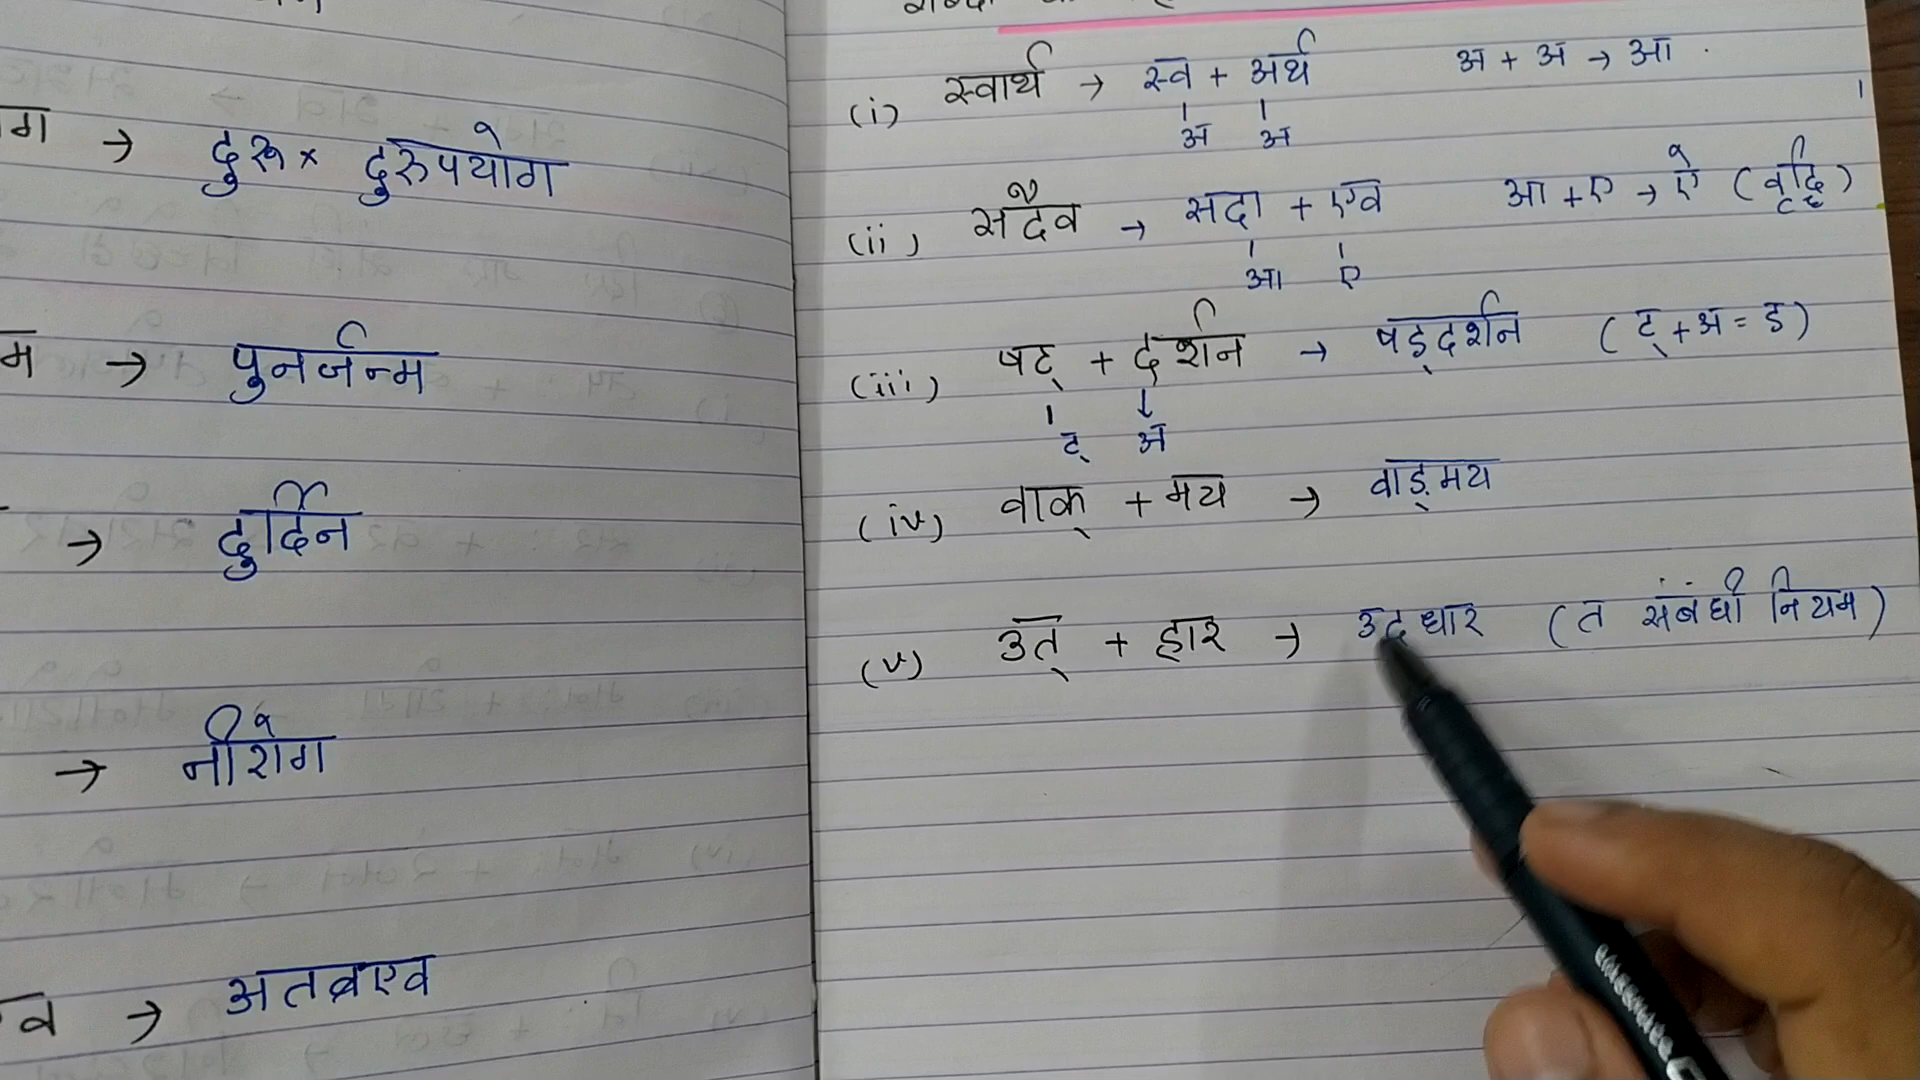 → दुरू× दुरुपयोग
→ पुनर्जन्म
→ दुर्दिन
→ नीरोग
→ अतएव
(i) स्वार्थ → स्व + अर्थ अ + अ → आ
अ अ
(ii) सदैव → सदा + एव आ + ए → ऐ (वृद्धि)
आ ए
(iii) षट् + दर्शन → षड्दर्शन (ट् + अ = ड)
ट् अ
(iv) वाक् + मय → वाङ्मय
(v) उत् + हार → उद्धार (त संबंधी नियम)